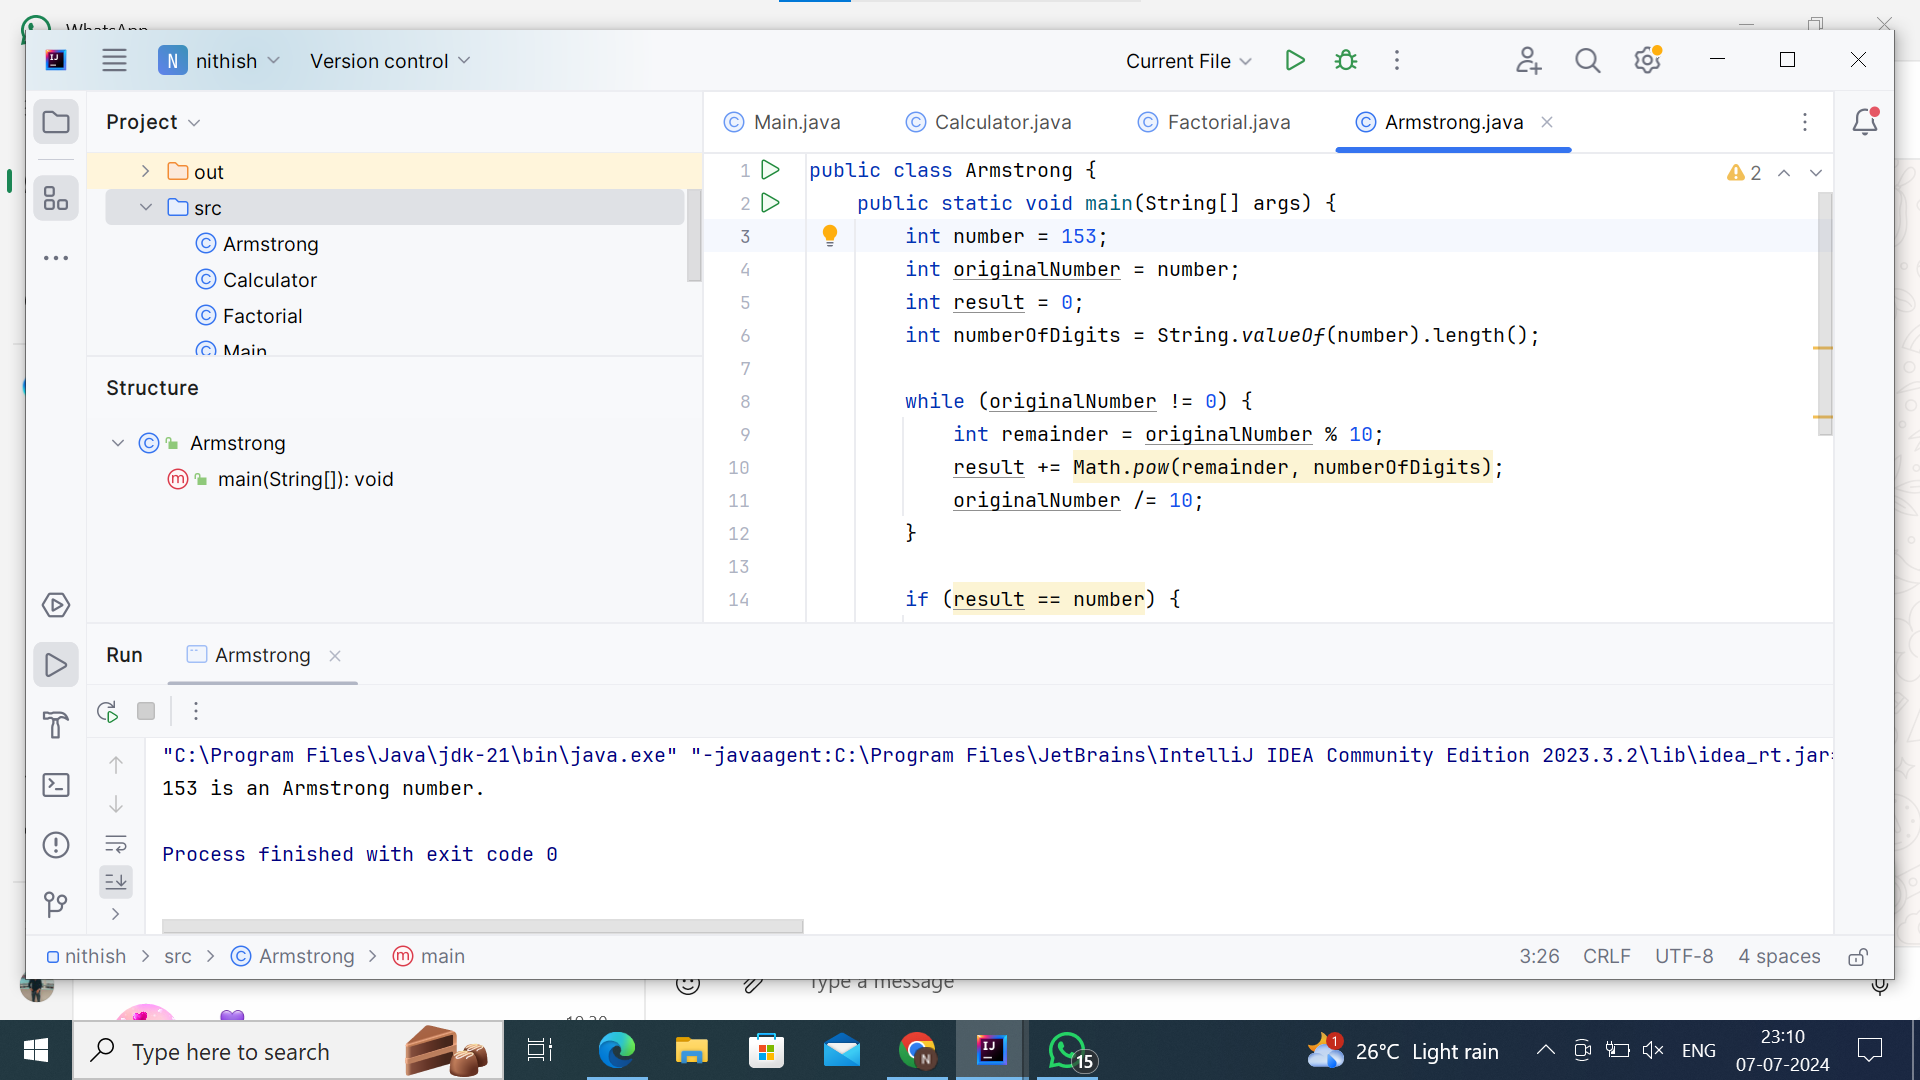 WhatsApp
nithish
Version control
Current File
Project
Main.java
Calculator.java
Factorial.java
Armstrong.java
out
src
Armstrong
Calculator
Factorial
Main
Structure
Armstrong
main(String[]): void
2
1 public class Armstrong {
2 public static void main(String[] args) {
3 int number = 153;
4 int originalNumber = number;
5 int result = 0;
6 int numberOfDigits = String.valueOf(number).length();
7
8 while (originalNumber != 0) {
9 int remainder = originalNumber % 10;
10 result += Math.pow(remainder, numberOfDigits);
11 originalNumber /= 10;
12 }
13
14 if (result == number) {
Run
Armstrong
"C:\Program Files\Java\jdk-21\bin\java.exe" "-javaagent:C:\Program Files\JetBrains\IntelliJ IDEA Community Edition 2023.3.2\lib\idea_rt.jar=
153 is an Armstrong number.
Process finished with exit code 0
nithish > src > Armstrong > main
3:26 CRLF UTF-8 4 spaces
Type a message
Type here to search
15
1
26°C Light rain
ENG
23:10
07-07-2024